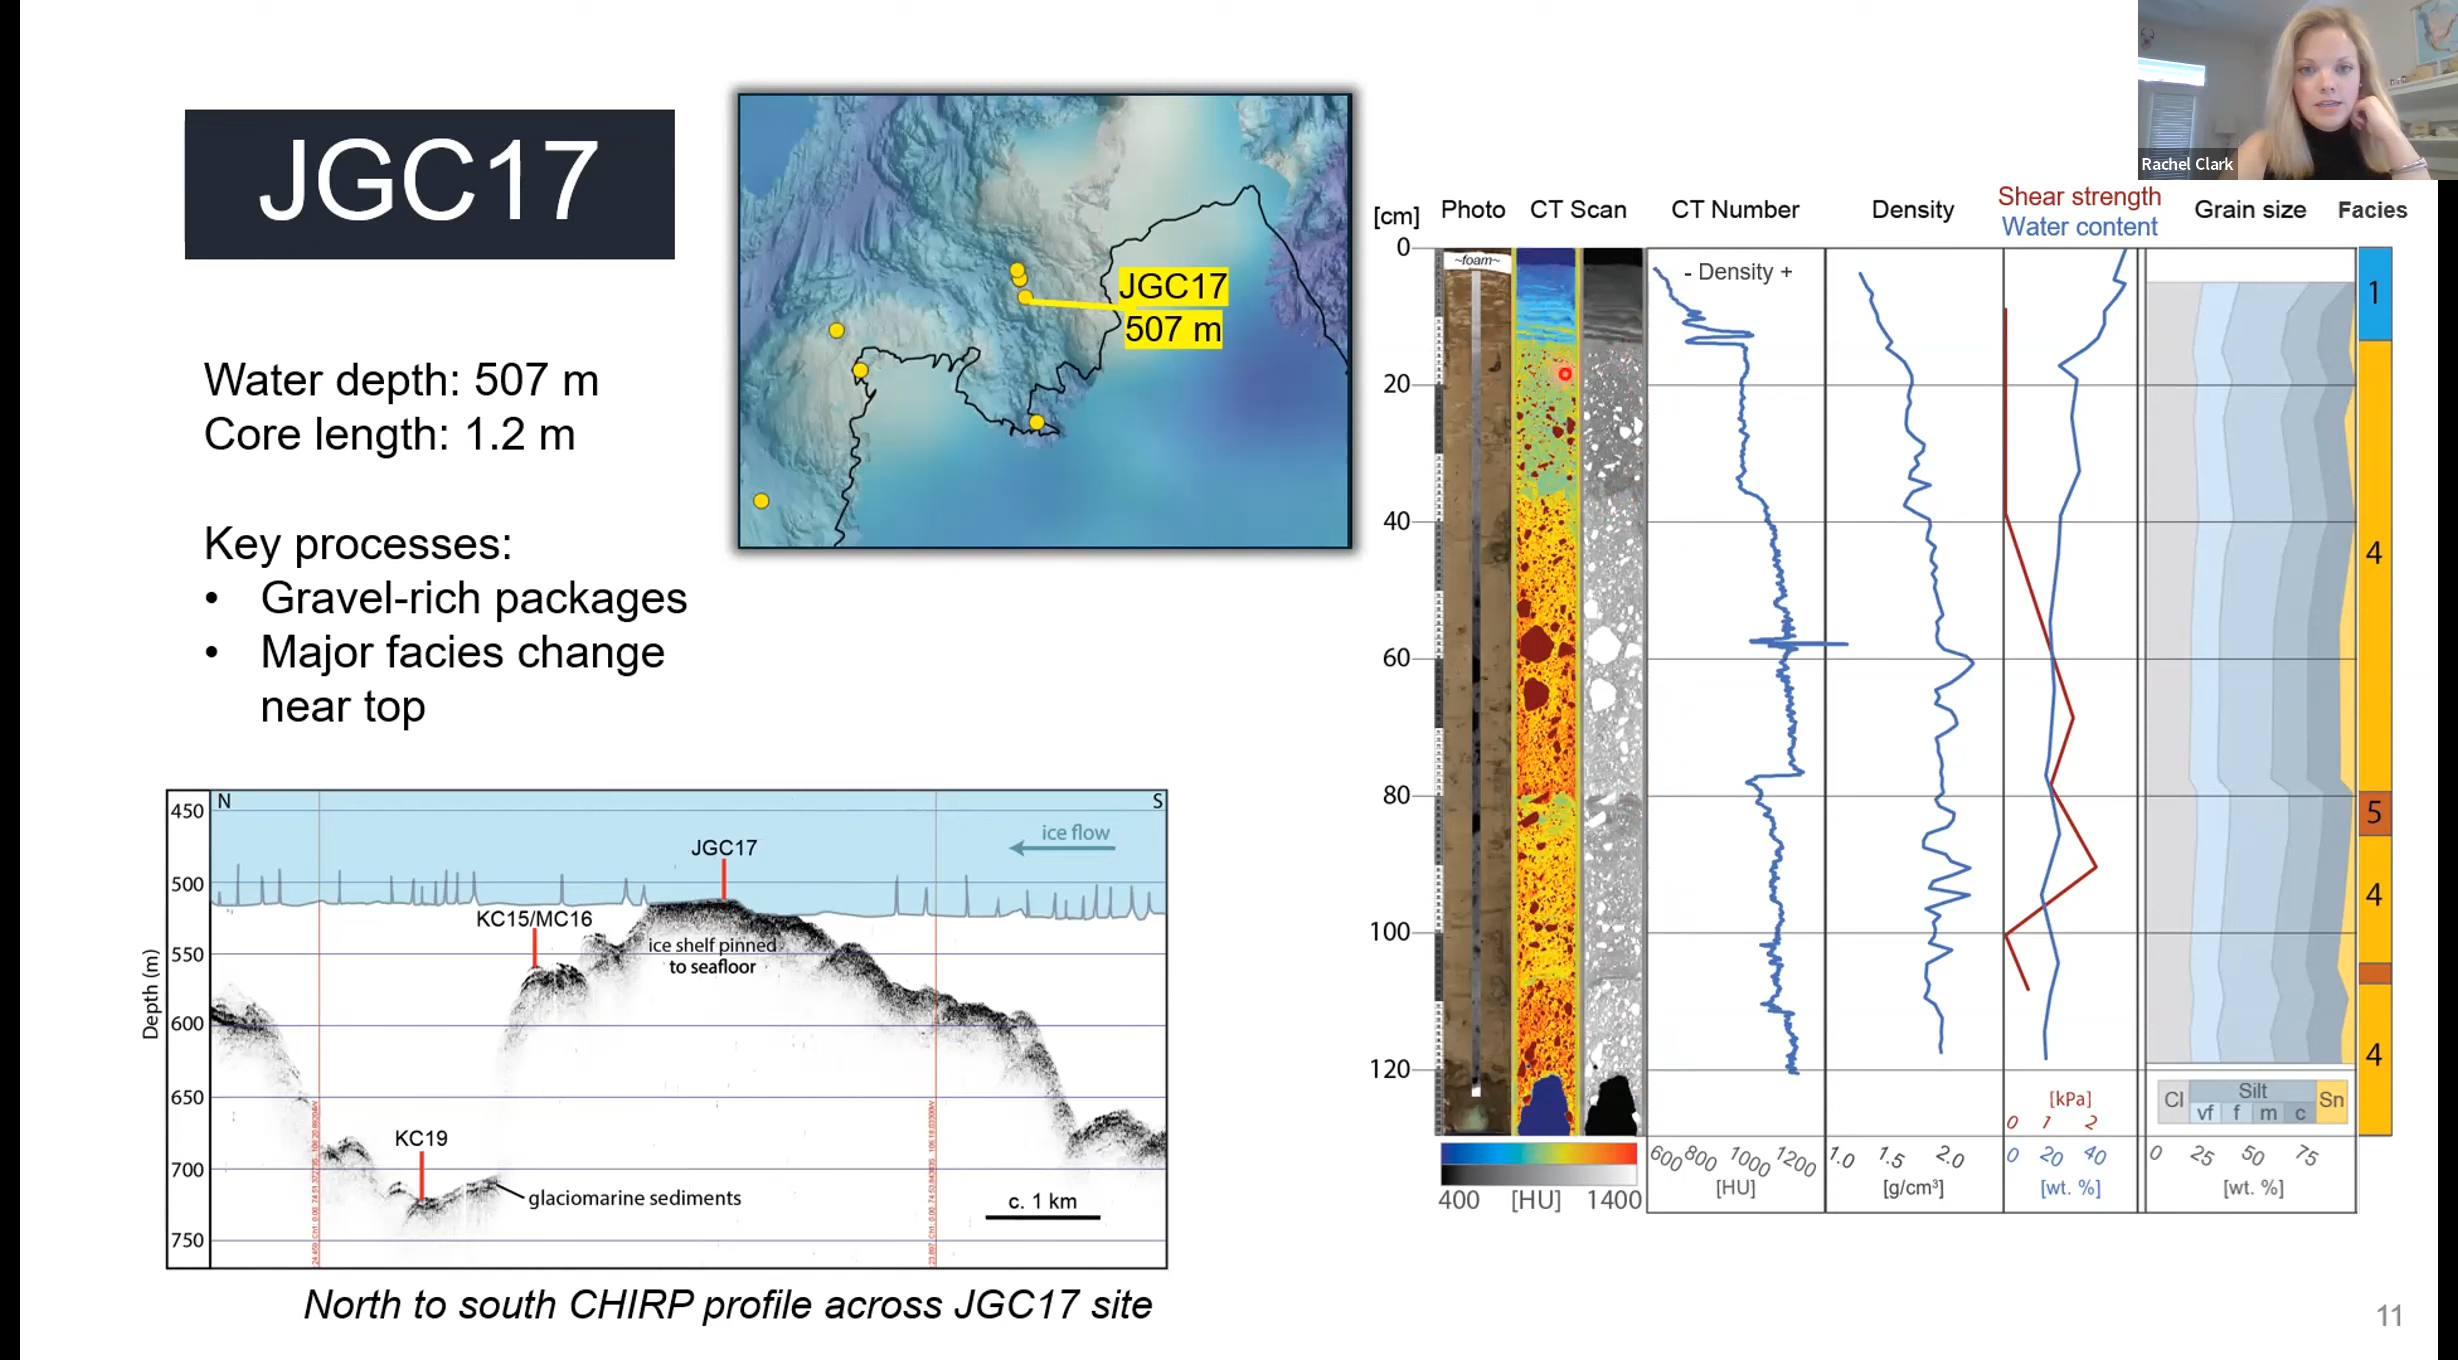 JGC17
Water depth: 507 m
Core length: 1.2 m
Key processes:
• Gravel-rich packages
• Major facies change
near top
JGC17
507 m
Rachel Clark
[cm]
Photo
CT Scan
CT Number
Density
Shear strength
Water content
Grain size
Facies
0
20
40
60
80
100
120
~foam~
- Density +
1
4
5
4
4
400 [HU] 1400
600 800 1000 1200
[HU]
1.0 1.5 2.0
[g/cm³]
[kPa]
0 1 2
0 20 40
[wt. %]
Cl Silt Sn
vf f m c
0 25 50 75
[wt. %]
N
S
450
500
550
600
650
700
750
Depth (m)
ice flow
JGC17
KC15/MC16
ice shelf pinned
to seafloor
KC19
glaciomarine sediments
c. 1 km
North to south CHIRP profile across JGC17 site
11